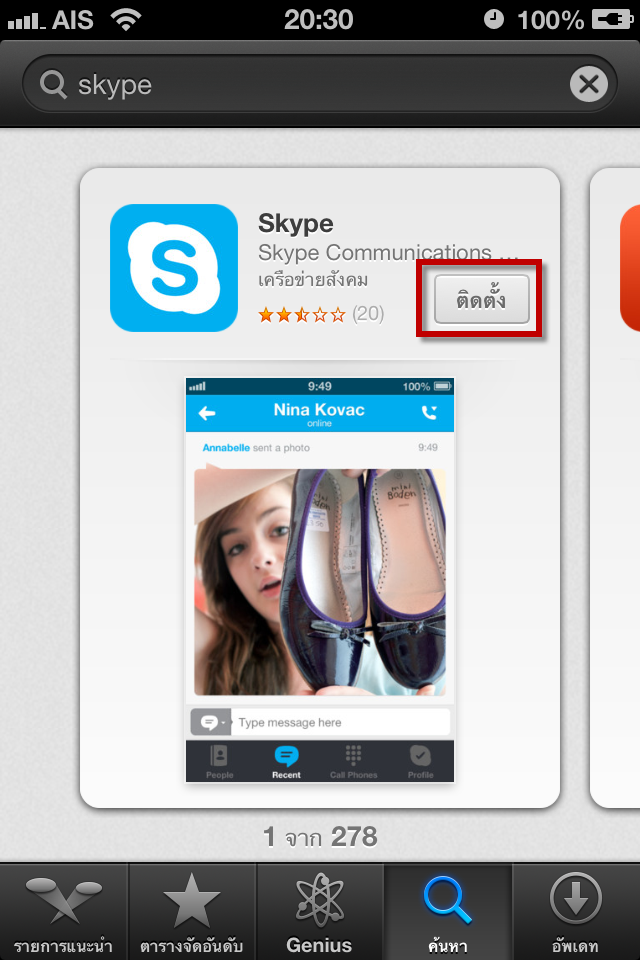 AIS 20:30 100%
skype
Skype
Skype Communications ...
เครือข่ายสังคม
(20)
ติดตั้ง
9:49 100%
Nina Kovac
online
Annabelle sent a photo 9:49
mini
Boden
mini
Boden
Type message here
People Recent Call Phones Profile
1 จาก 278
รายการแนะนำ ตารางจัดอันดับ Genius ค้นหา อัพเดท